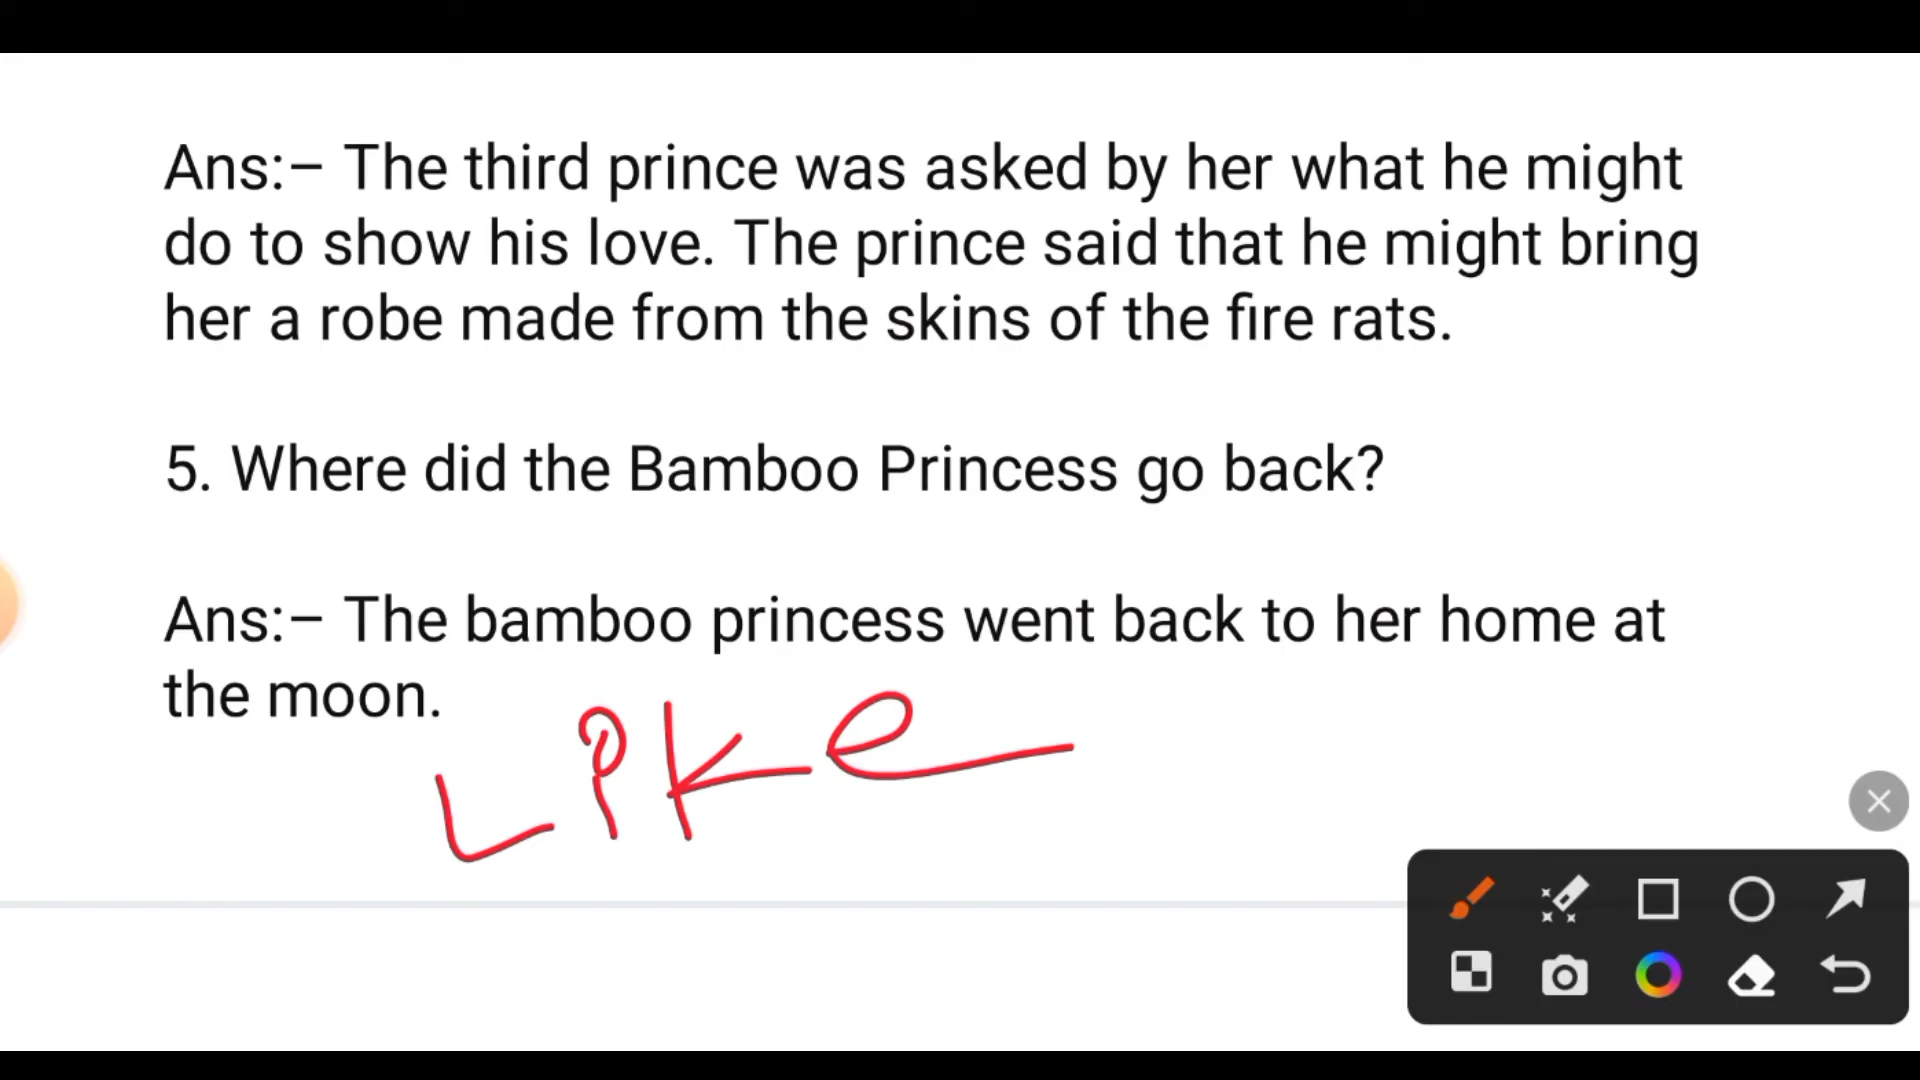 Ans:– The third prince was asked by her what he might
do to show his love. The prince said that he might bring
her a robe made from the skins of the fire rats.
5. Where did the Bamboo Princess go back?
Ans:– The bamboo princess went back to her home at
the moon.
Like